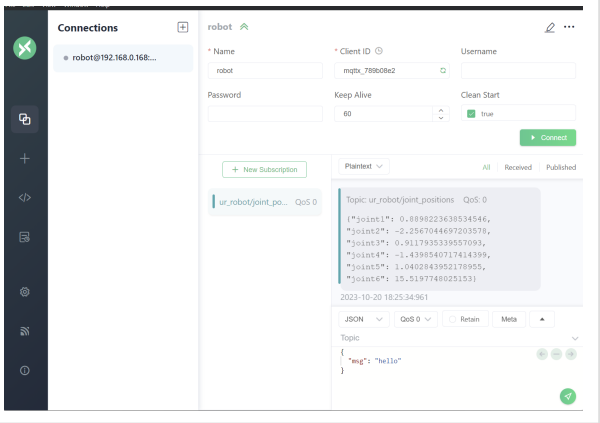 Connections
robot@192.168.0.168:...
robot
* Name
* Client ID
Username
robot
mqttx_789b08e2
Password
Keep Alive
Clean Start
60
true
Connect
+ New Subscription
Plaintext
All
Received
Published
ur_robot/joint_po... QoS 0
Topic: ur_robot/joint_positions QoS: 0
{"joint1": 0.8898223638534546,
"joint2": -2.2567044697203578,
"joint3": 0.9117935339557093,
"joint4": -1.4398540717414399,
"joint5": 1.0402843952178955,
"joint6": 15.5197748025153}
2023-10-20 18:25:34:961
JSON
QoS 0
Retain
Meta
Topic
{
"msg": "hello"
}